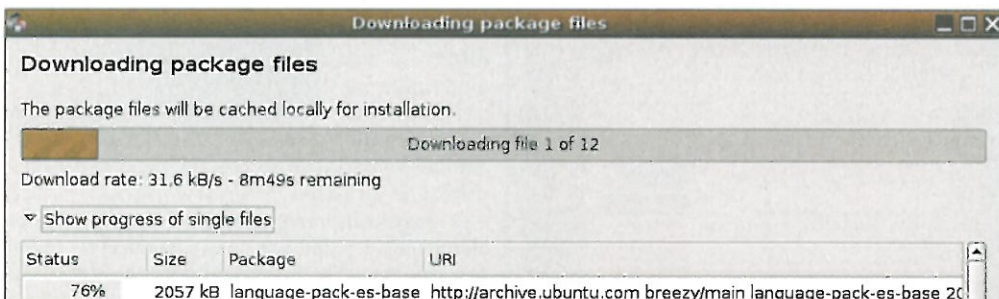 Downloading package files
Downloading package files
The package files will be cached locally for installation.
Downloading file 1 of 12
Download rate: 31,6 kB/s - 8m49s remaining
Show progress of single files
Status Size Package URI
76% 2057 kB language-pack-es-base http://archive.ubuntu.com breezy/main language-pack-es-base